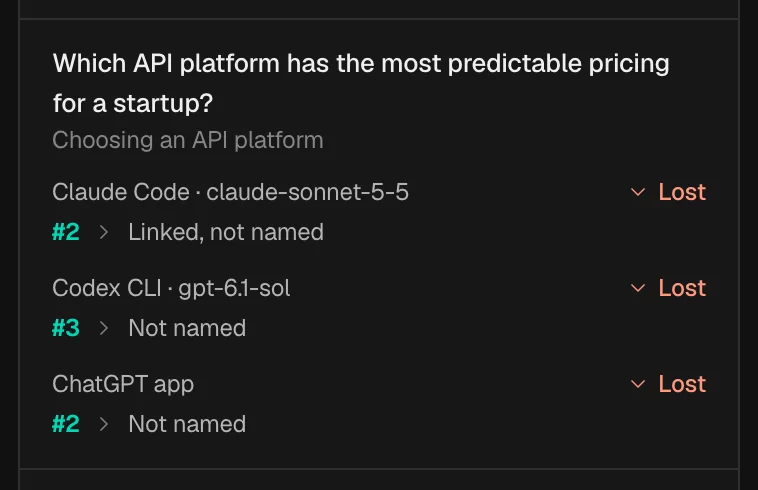 Which API platform has the most predictable pricing
for a startup?
Choosing an API platform
Claude Code · claude-sonnet-5-5
Lost
#2 > Linked, not named
Codex CLI · gpt-6.1-sol
Lost
#3 > Not named
ChatGPT app
Lost
#2 > Not named